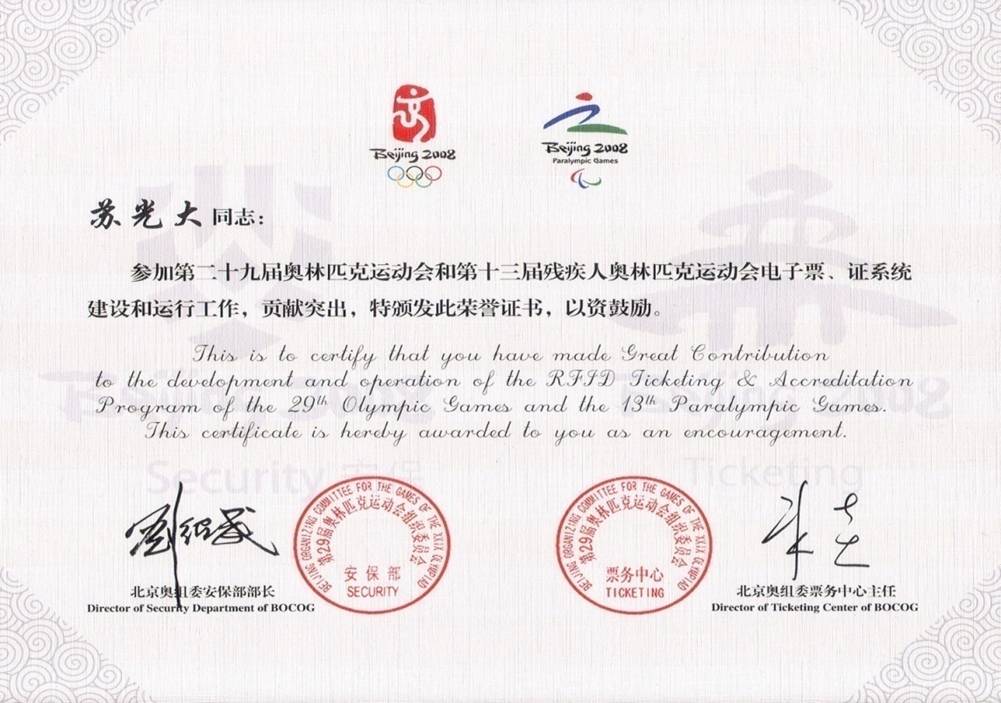 Beijing 2008
Beijing 2008
Paralympic Games
苏光大同志:
参加第二十九届奥林匹克运动会和第十三届残疾人奥林匹克运动会电子票、证系统
建设和运行工作，贡献突出，特颁发此荣誉证书，以资鼓励。
This is to certify that you have made Great Contribution
to the development and operation of the RFID Ticketing & Accreditation
Program of the 29th Olympic Games and the 13th Paralympic Games.
This certificate is hereby awarded to you as an encouragement.
Beijing 2008
Beijing 2008
Security 安保
Ticketing
BEIJING ORGANIZING COMMITTEE FOR THE GAMES OF THE XXIX OLYMPIAD
第29届奥林匹克运动会组织委员会
安保部
SECURITY
BEIJING ORGANIZING COMMITTEE FOR THE GAMES OF THE XXIX OLYMPIAD
第29届奥林匹克运动会组织委员会
票务中心
TICKETING
北京奥组委安保部部长
Director of Security Department of BOCOG
北京奥组委票务中心主任
Director of Ticketing Center of BOCOG